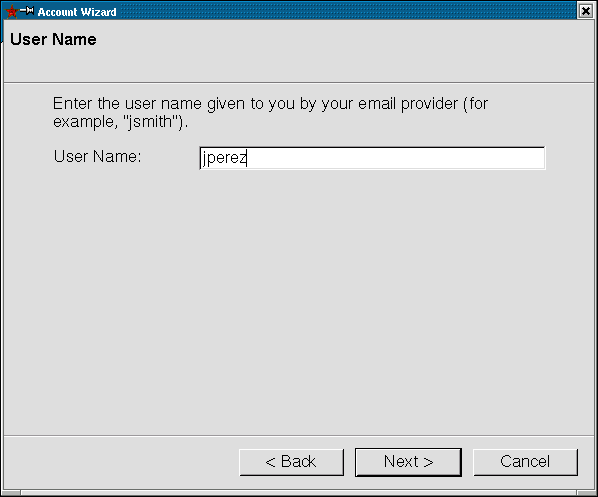 Account Wizard
User Name
Enter the user name given to you by your email provider (for
example, "jsmith").
User Name: jperez
< Back Next > Cancel